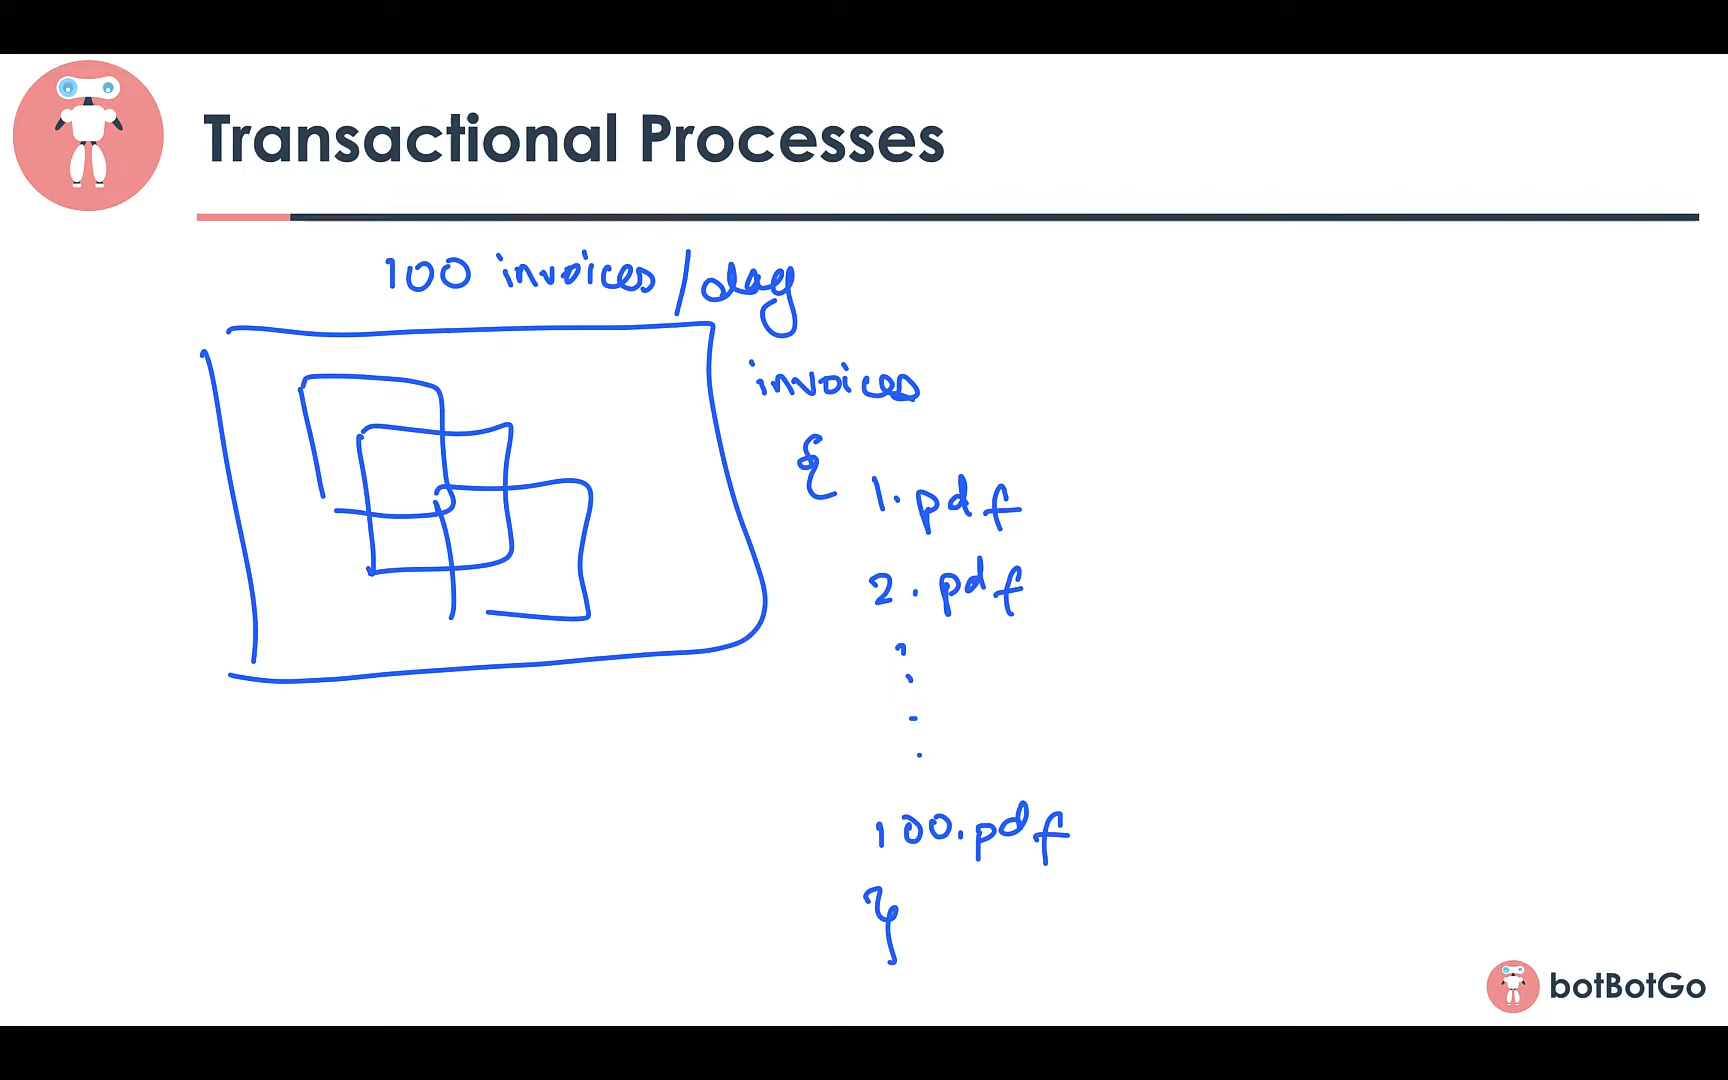 Transactional Processes
100 invoices / day
invoices
{
1.pdf
2.pdf
.
.
.
.
100.pdf
}
botBotGo